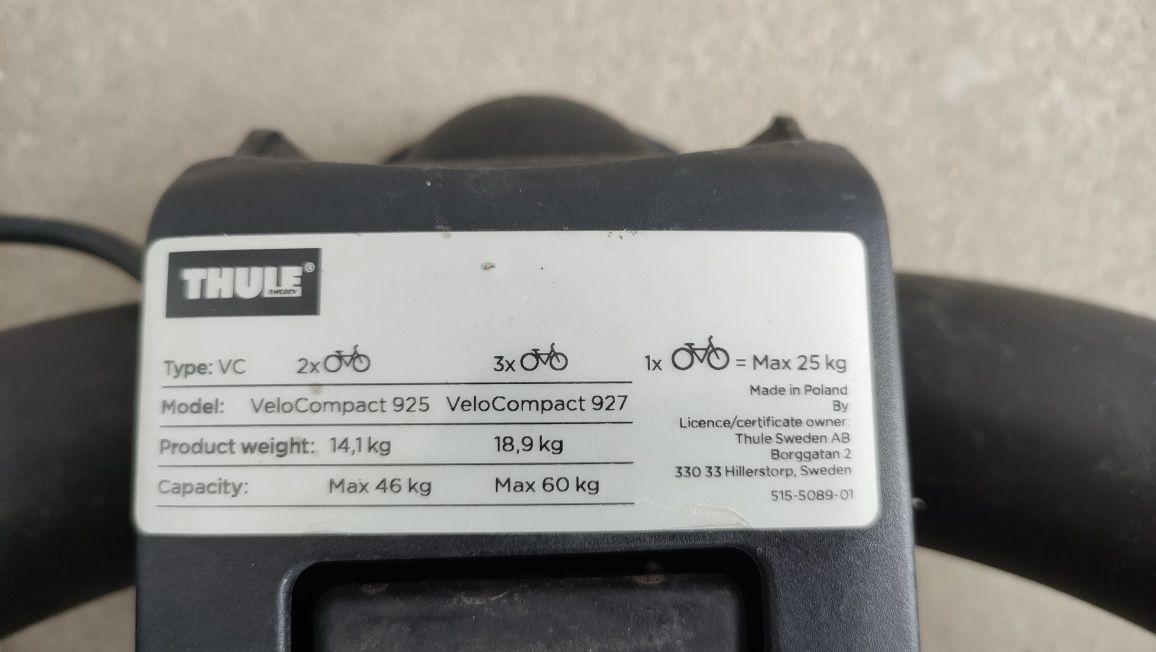 THULE®
SWEDEN
Type: VC 2x 3x 1x = Max 25 kg
Model: VeloCompact 925 VeloCompact 927
Product weight: 14,1 kg 18,9 kg
Capacity: Max 46 kg Max 60 kg
Made in Poland
By
Licence/certificate owner:
Thule Sweden AB
Borggatan 2
330 33 Hillerstorp, Sweden
515-5089-01